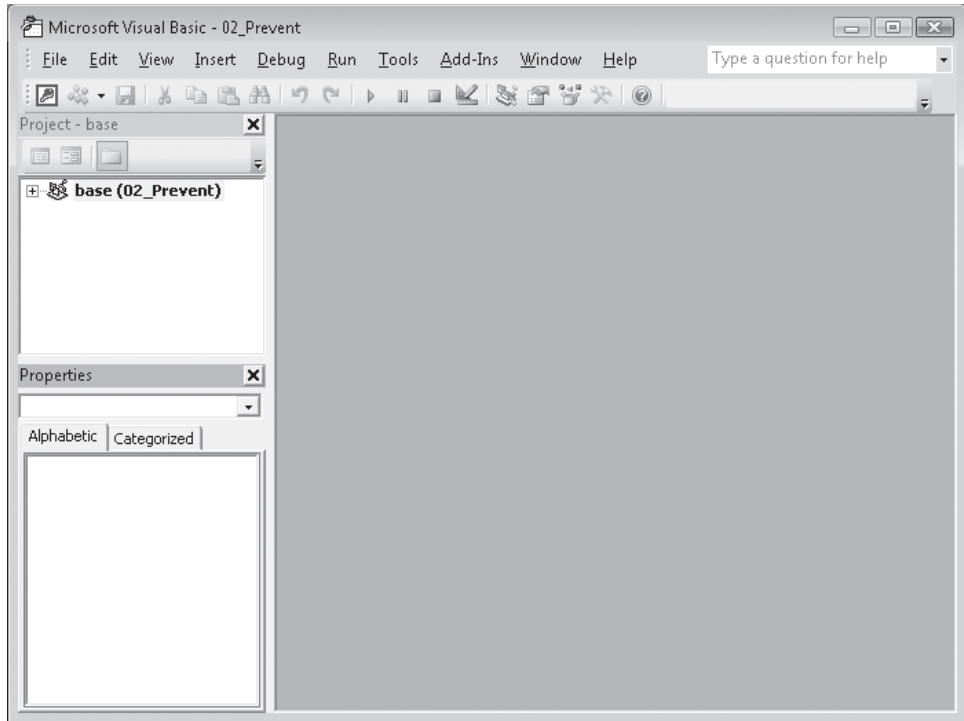 Microsoft Visual Basic - 02_Prevent
File Edit View Insert Debug Run Tools Add-Ins Window Help Type a question for help
Project - base
base (02_Prevent)
Properties
Alphabetic Categorized